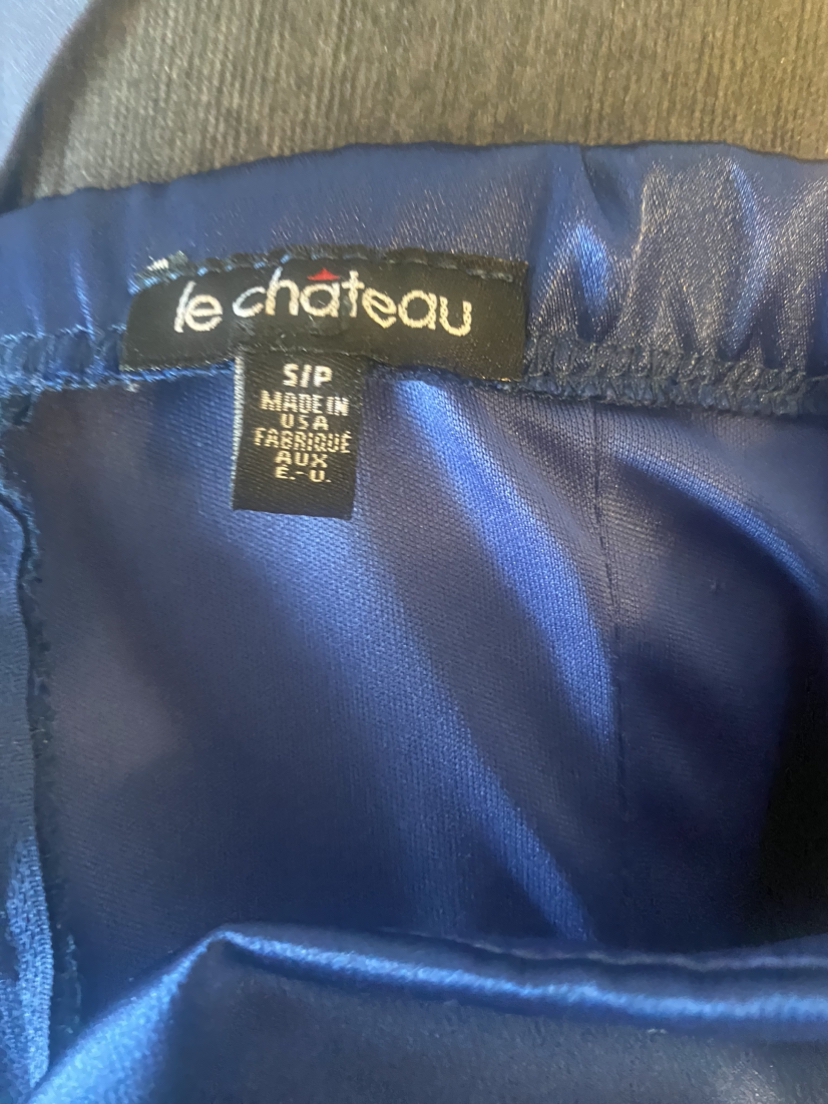 le château
S/P
MADE IN
USA
FABRIQUÉ
AUX
É.-U.